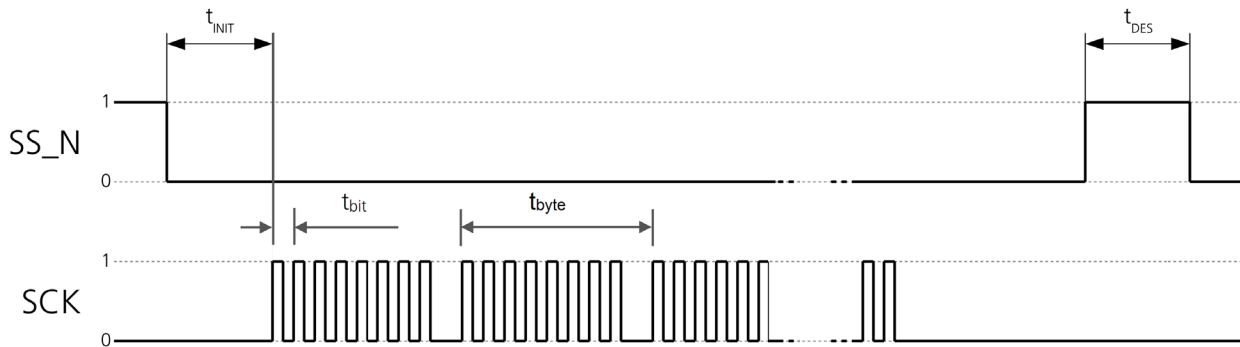 tINIT
tDES
1
SS_N
0
tbit
tbyte
1
SCK
0